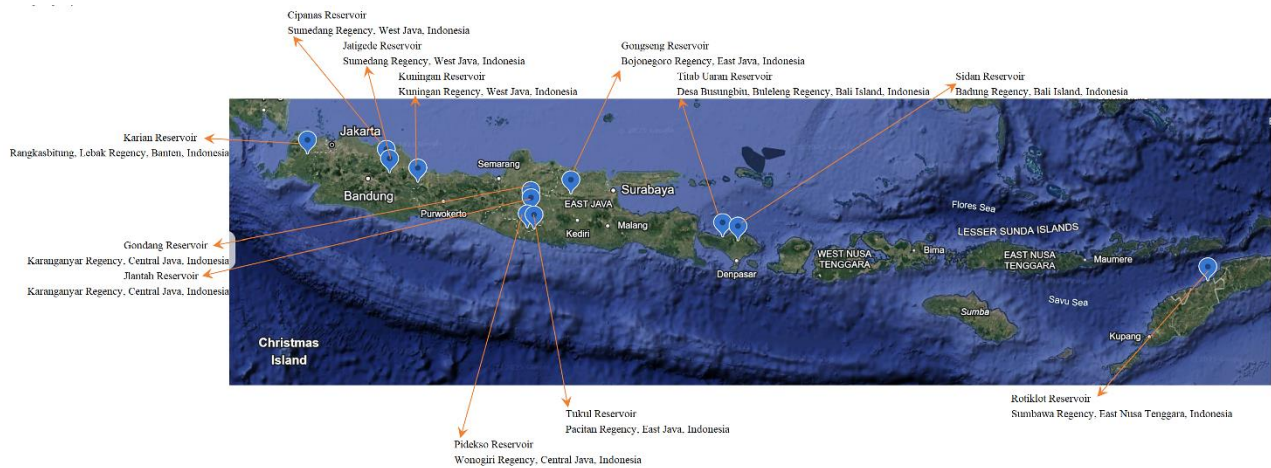 Cipanas Reservoir
Sumedang Regency, West Java, Indonesia
Jatigede Reservoir
Sumedang Regency, West Java, Indonesia
Kuningan Reservoir
Kuningan Regency, West Java, Indonesia
Gongseng Reservoir
Bojonegoro Regency, East Java, Indonesia
Titab Uaran Reservoir
Desa Busungbiu, Buleleng Regency, Bali Island, Indonesia
Sidan Reservoir
Badung Regency, Bali Island, Indonesia
Karian Reservoir
Rangkasbitung, Lebak Regency, Banten, Indonesia
Jakarta
Bandung
Semarang
Purwokerto
EAST JAVA
Surabaya
Kediri
Malang
Denpasar
WEST NUSA
TENGGARA
Bima
Flores Sea
LESSER SUNDA ISLANDS
EAST NUSA
TENGGARA
Maumere
Savu Sea
Sumba
Kupang
Christmas
Island
Gondang Reservoir
Karanganyar Regency, Central Java, Indonesia
Jlantah Reservoir
Karanganyar Regency, Central Java, Indonesia
Rotiklot Reservoir
Sumbawa Regency, East Nusa Tenggara, Indonesia
Tukul Reservoir
Pacitan Regency, East Java, Indonesia
Pidekso Reservoir
Wonogiri Regency, Central Java, Indonesia